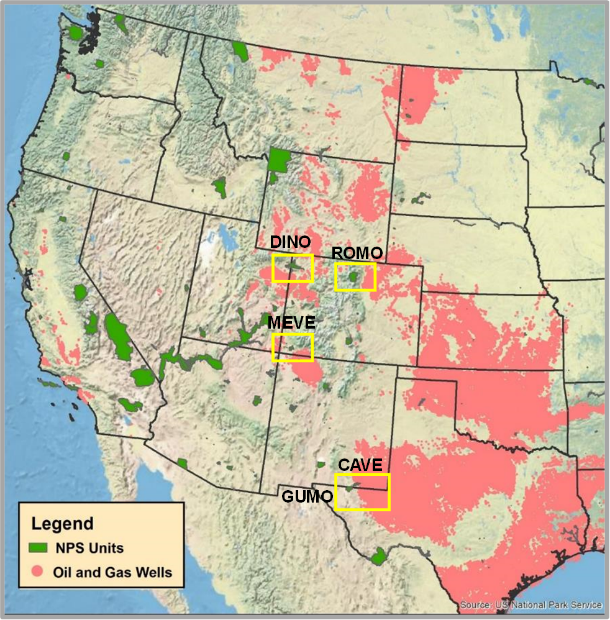 DINO
ROMO
MEVE
CAVE
GUMO
Legend
NPS Units
Oil and Gas Wells
Source: US National Park Service